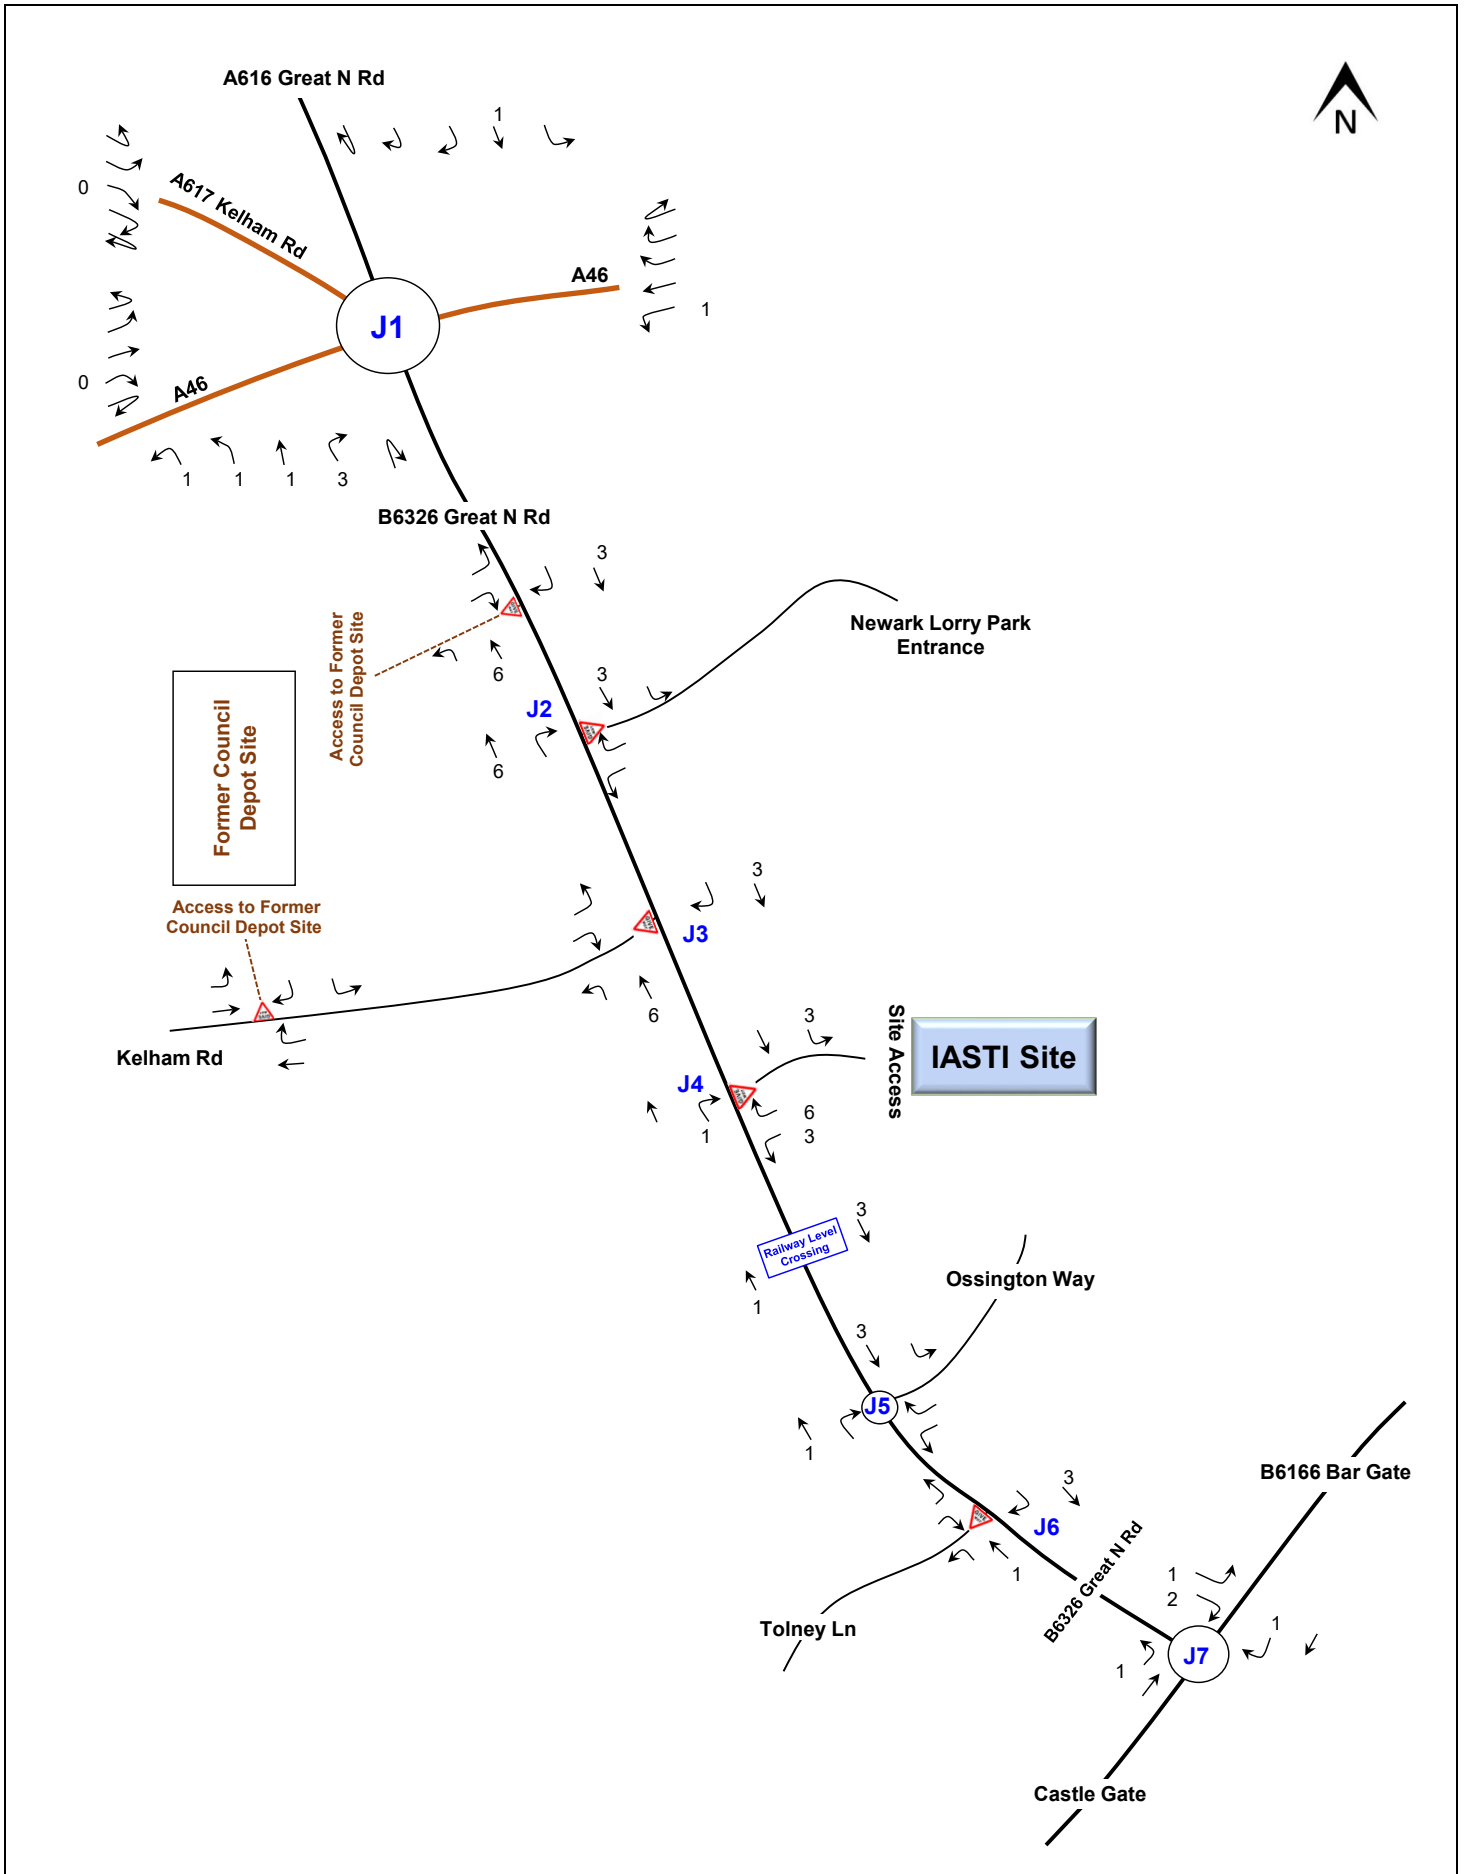 A616 Great N Rd
1
N
0
A617 Kelham Rd
A46
1
J1
0
A46
1
1
1
3
B6326 Great N Rd
3
Access to Former
Council Depot Site
6
3
Newark Lorry Park
Entrance
J2
6
Former Council
Depot Site
3
Access to Former
Council Depot Site
J3
6
3
Site Access
IASTI Site
Kelham Rd
J4
1
6
3
3
Railway Level
Crossing
1
Ossington Way
3
J5
1
3
B6166 Bar Gate
J6
1
B6326 Great N Rd
1
2
1
Tolney Ln
J7
1
Castle Gate